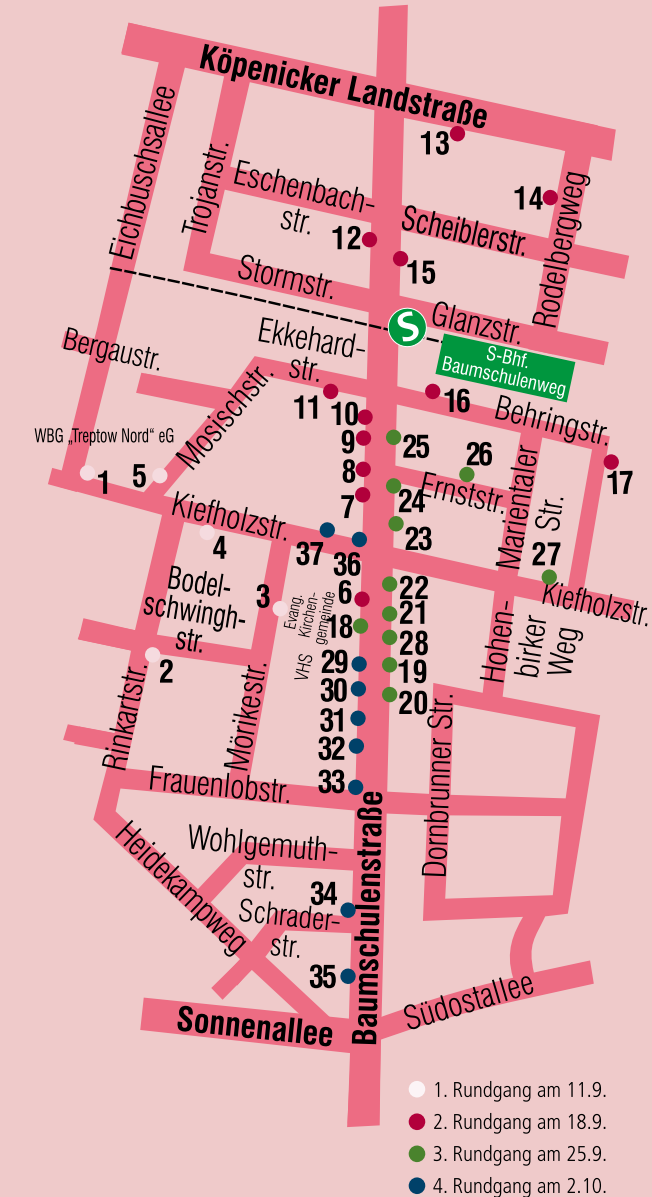 Köpenicker Landstraße
13
Eichbuschsallee
Trojanstr.
Eschenbach-
str.
14
Scheiblerstr.
Rodelbergweg
12
15
Stormstr.
Glanzstr.
S
S-Bhf.
Baumschulenweg
Ekkehard-
str.
Bergaustr.
Mosischstr.
11
10
16
Behringstr.
WBG „Treptow Nord“ eG
9
25
26
17
1
5
8
24
Ernststr.
Marientaler
Str.
7
Kiefholzstr.
4
37
36
23
27
Kiefholzstr.
Bodel-
schwingh-
str.
3
Evang.
Kirchen-
gemeinde
6
22
18
21
28
Hohen-
birker
Weg
2
VHS
29
19
30
20
Rinkartstr.
Mörikestr.
31
Dornbrunner Str.
32
33
Frauenlobstr.
Heidekampweg
Wohlgemuth-
str.
34
Schrader-
str.
35
Baumschulenstraße
Südostallee
Sonnenallee
1. Rundgang am 11.9.
2. Rundgang am 18.9.
3. Rundgang am 25.9.
4. Rundgang am 2.10.